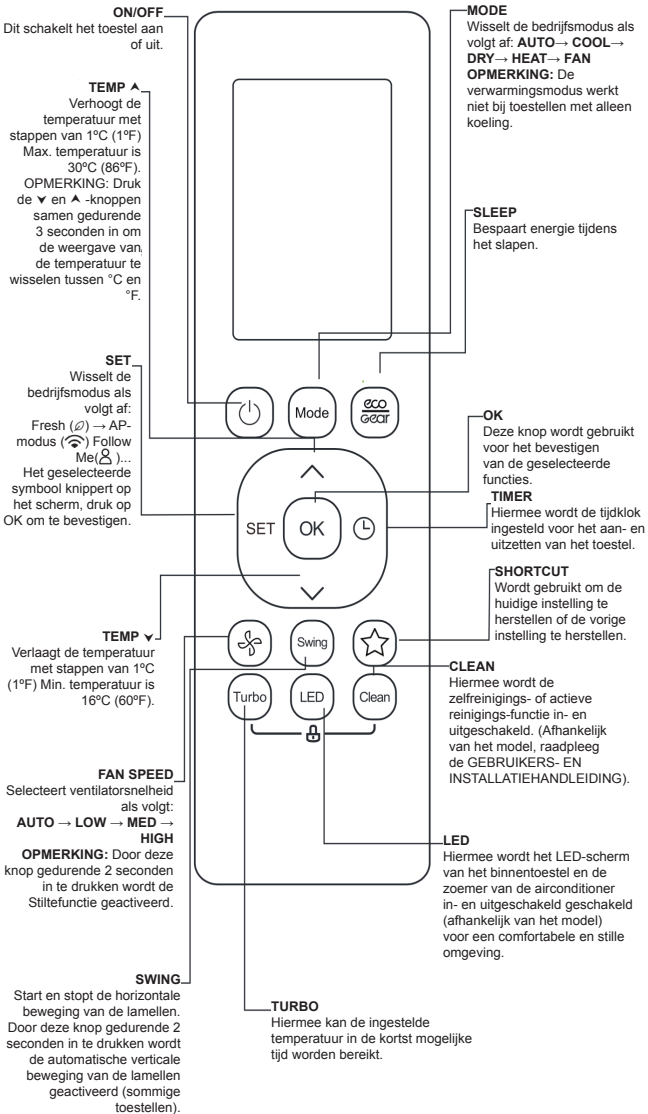 ON/OFF
Dit schakelt het toestel aan
of uit.
TEMP ⮝
Verhoogt de
temperatuur met
stappen van 1ºC (1ºF)
Max. temperatuur is
30ºC (86ºF).
OPMERKING: Druk
de ⮟ en ⮝ -knoppen
samen gedurende
3 seconden in om
de weergave van
de temperatuur te
wisselen tussen °C en
°F.
SET
Wisselt de
bedrijfsmodus als
volgt af:
Fresh () → AP-
modus () Follow
Me( )...
Het geselecteerde
symbool knippert op
het scherm, druk op
OK om te bevestigen.
TEMP ⮟
Verlaagt de temperatuur
met stappen van 1ºC
(1ºF) Min. temperatuur is
16ºC (60ºF).
FAN SPEED
Selecteert ventilatorsnelheid
als volgt:
AUTO → LOW → MED →
HIGH
OPMERKING: Door deze
knop gedurende 2 seconden
in te drukken wordt de
Stiltefunctie geactiveerd.
SWING
Start en stopt de horizontale
beweging van de lamellen.
Door deze knop gedurende 2
seconden in te drukken wordt
de automatische verticale
beweging van de lamellen
geactiveerd (sommige
toestellen).
Mode
eco
Gear
SET
OK
Swing
Turbo
LED
Clean
MODE
Wisselt de bedrijfsmodus als
volgt af: AUTO→ COOL→
DRY→ HEAT→ FAN
OPMERKING: De
verwarmingsmodus werkt
niet bij toestellen met alleen
koeling.
SLEEP
Bespaart energie tijdens
het slapen.
OK
Deze knop wordt gebruikt
voor het bevestigen
van de geselecteerde
functies.
TIMER
Hiermee wordt de tijdklok
ingesteld voor het aan- en
uitzetten van het toestel.
SHORTCUT
Wordt gebruikt om de
huidige instelling te
herstellen of de vorige
instelling te herstellen.
CLEAN
Hiermee wordt de
zelfreinigings- of actieve
reinigings-functie in- en
uitgeschakeld. (Afhankelijk
van het model, raadpleeg
de GEBRUIKERS- EN
INSTALLATIEHANDLEIDING).
LED
Hiermee wordt het LED-scherm
van het binnentoestel en de
zoemer van de airconditioner
in- en uitgeschakeld geschakeld
(afhankelijk van het model)
voor een comfortabele en stille
omgeving.
TURBO
Hiermee kan de ingestelde
temperatuur in de kortst mogelijke
tijd worden bereikt.